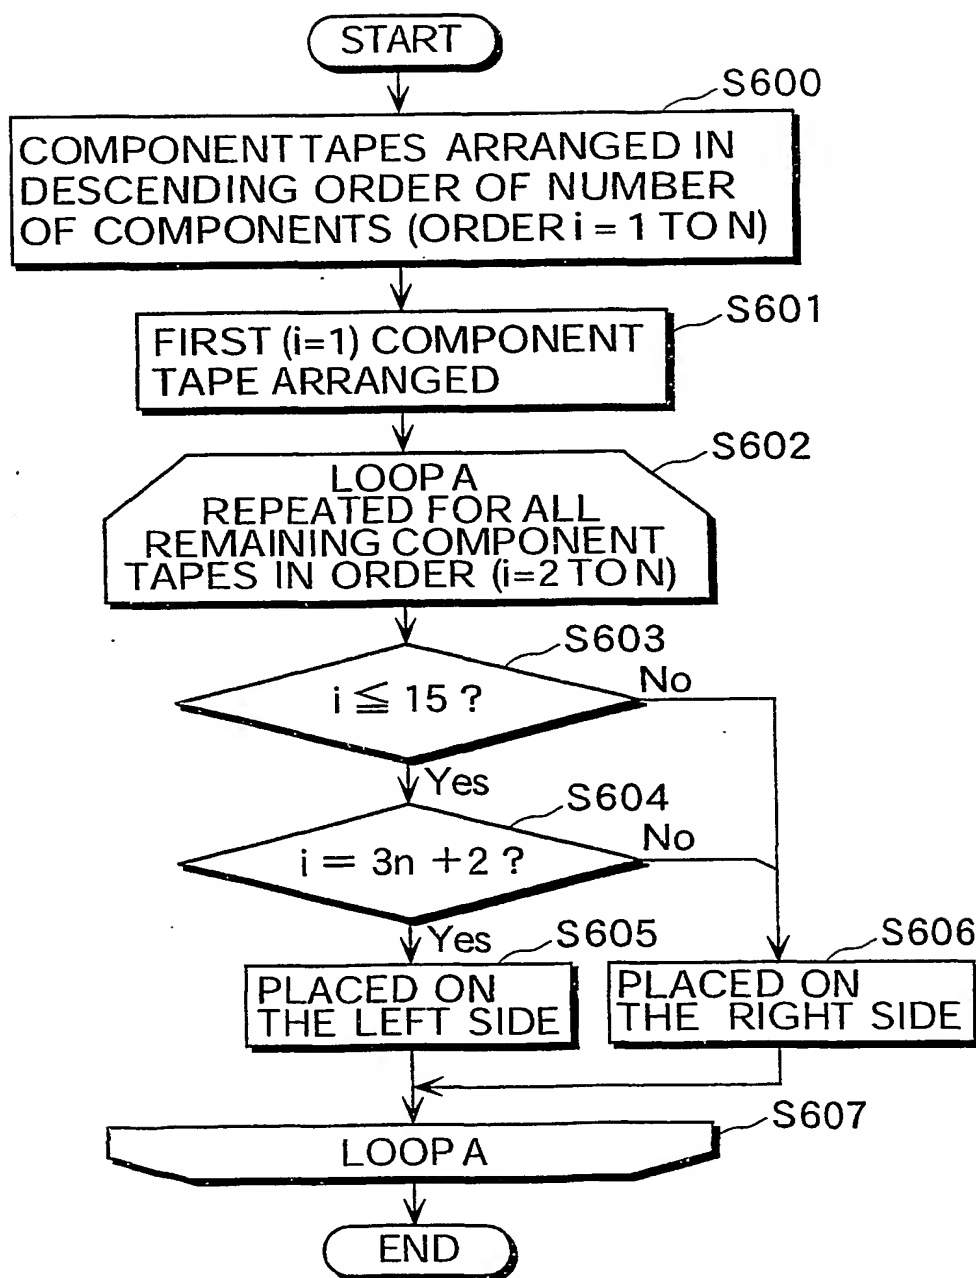 START
S600
COMPONENT TAPES ARRANGED IN
DESCENDING ORDER OF NUMBER
OF COMPONENTS (ORDER i = 1 TO N)
S601
FIRST (i=1) COMPONENT
TAPE ARRANGED
S602
LOOP A
REPEATED FOR ALL
REMAINING COMPONENT
TAPES IN ORDER (i=2 TO N)
S603
i ≦ 15 ?
No
Yes
S604
i = 3n + 2 ?
No
Yes
S605
PLACED ON
THE LEFT SIDE
S606
PLACED ON
THE RIGHT SIDE
S607
LOOP A
END